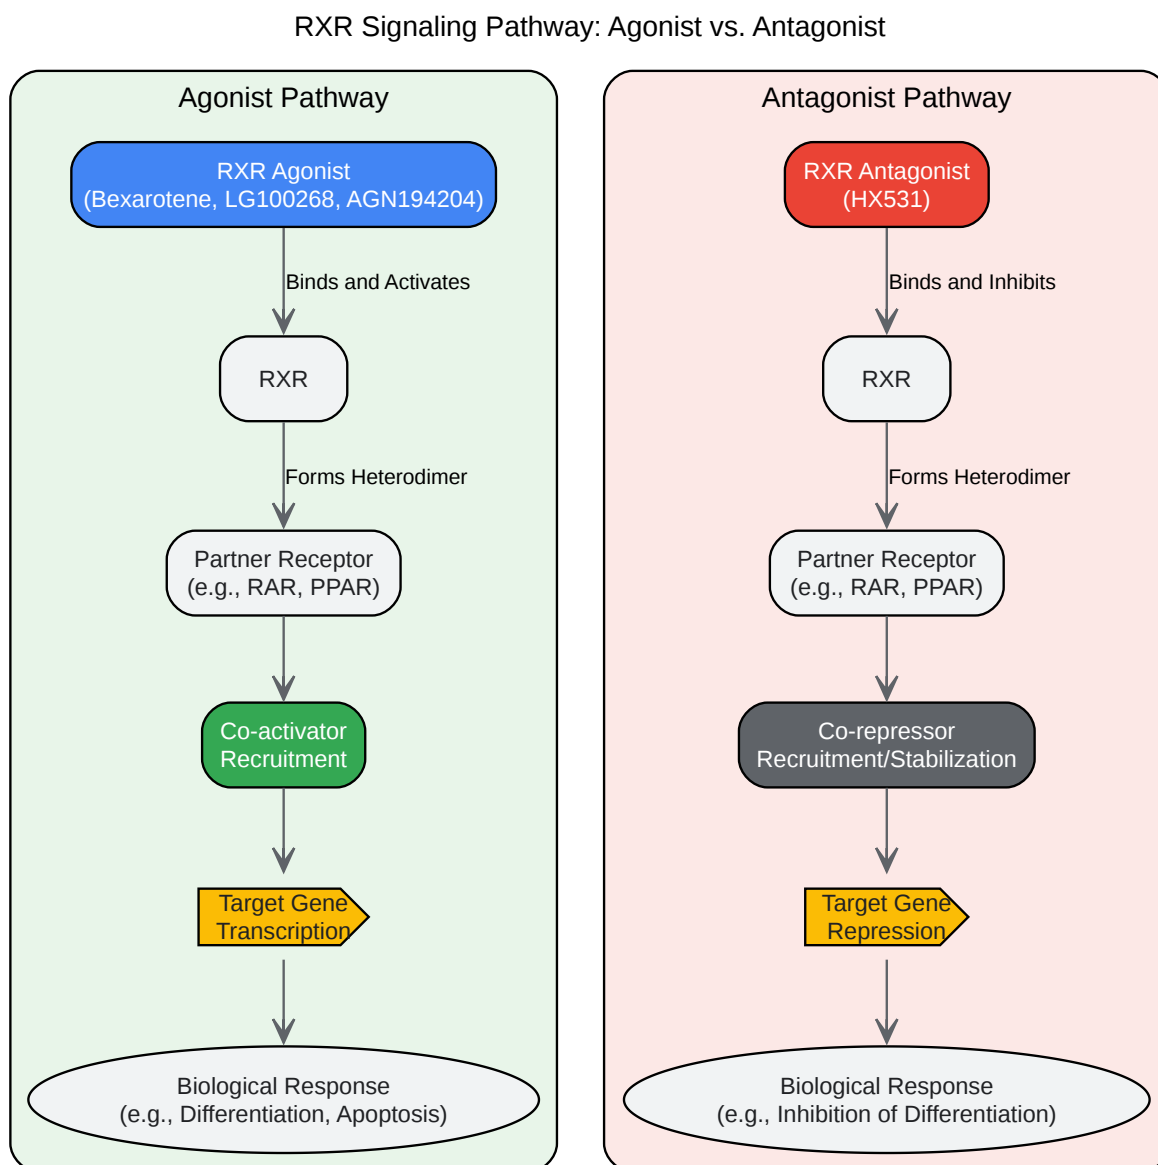 RXR Signaling Pathway: Agonist vs. Antagonist
Agonist Pathway
RXR Agonist
(Bexarotene, LG100268, AGN194204)
Binds and Activates
RXR
Forms Heterodimer
Partner Receptor
(e.g., RAR, PPAR)
Co-activator
Recruitment
Target Gene
Transcription
Biological Response
(e.g., Differentiation, Apoptosis)
Antagonist Pathway
RXR Antagonist
(HX531)
Binds and Inhibits
RXR
Forms Heterodimer
Partner Receptor
(e.g., RAR, PPAR)
Co-repressor
Recruitment/Stabilization
Target Gene
Repression
Biological Response
(e.g., Inhibition of Differentiation)